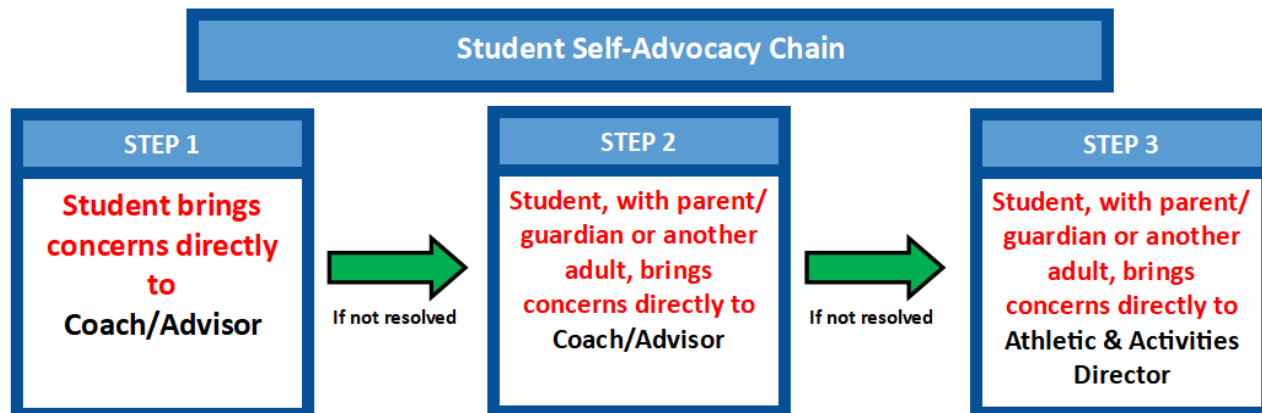 Student Self-Advocacy Chain
STEP 1
Student brings
concerns directly
to
Coach/Advisor
If not resolved
STEP 2
Student, with parent/
guardian or another
adult, brings
concerns directly to
Coach/Advisor
If not resolved
STEP 3
Student, with parent/
guardian or another
adult, brings
concerns directly to
Athletic & Activities
Director